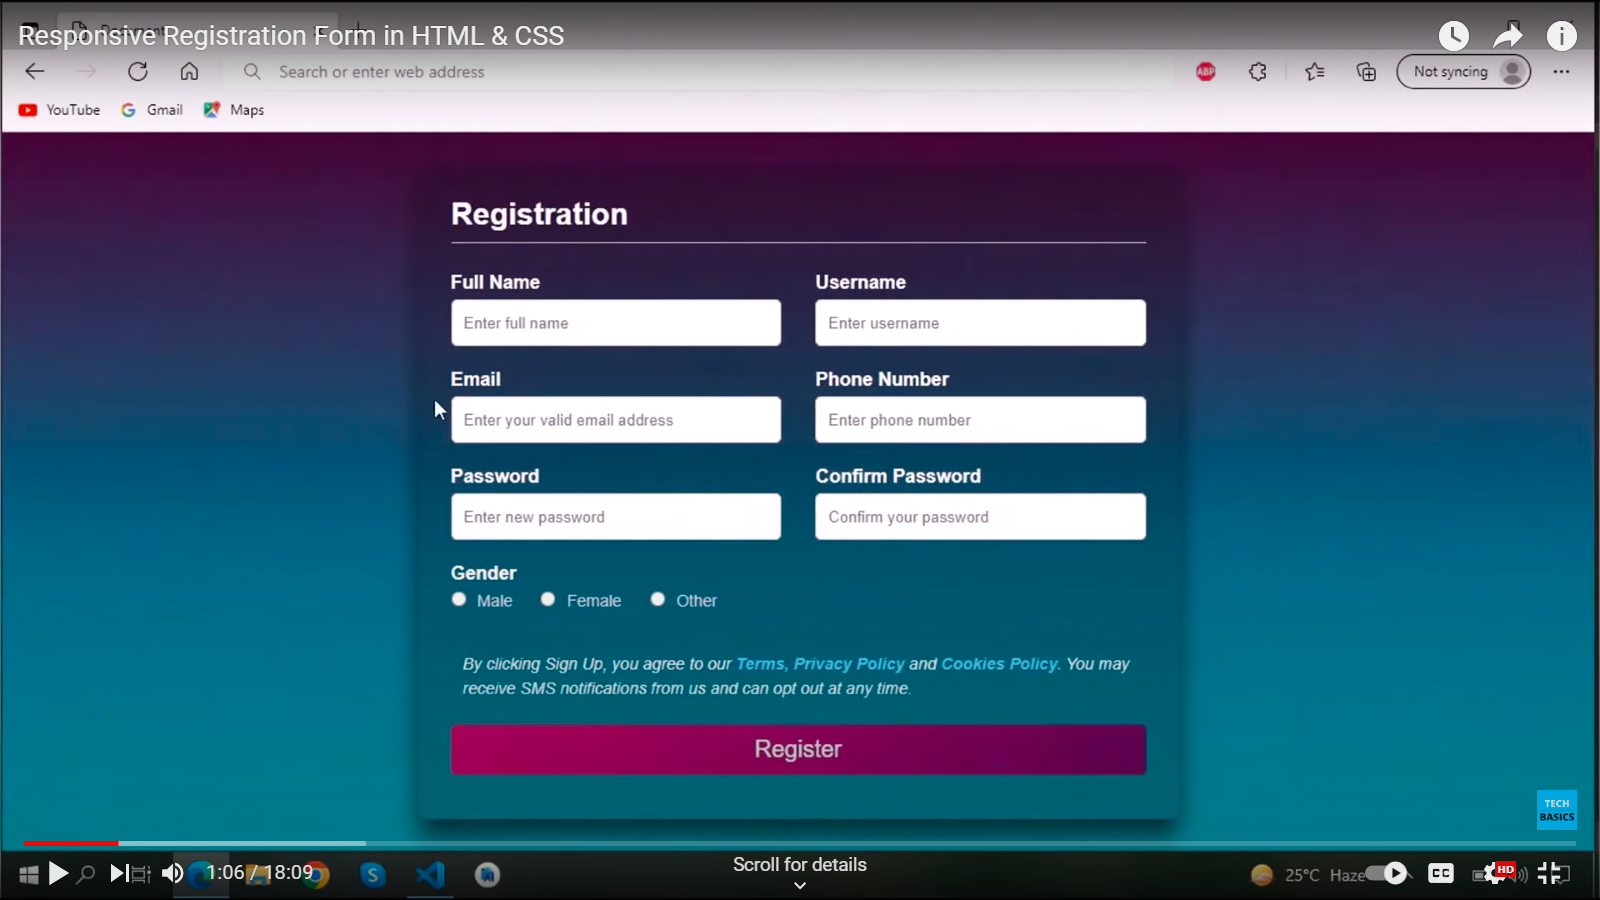 Responsive Registration Form in HTML & CSS
Search or enter web address
ABP
Not syncing
YouTube
Gmail
Maps
Registration
Full Name
Username
Enter full name
Enter username
Email
Phone Number
Enter your valid email address
Enter phone number
Password
Confirm Password
Enter new password
Confirm your password
Gender
Male
Female
Other
By clicking Sign Up, you agree to our Terms, Privacy Policy and Cookies Policy. You may
receive SMS notifications from us and can opt out at any time.
Register
TECH
BASICS
1:06 / 18:09
Scroll for details
25°C Haze
CC
HD